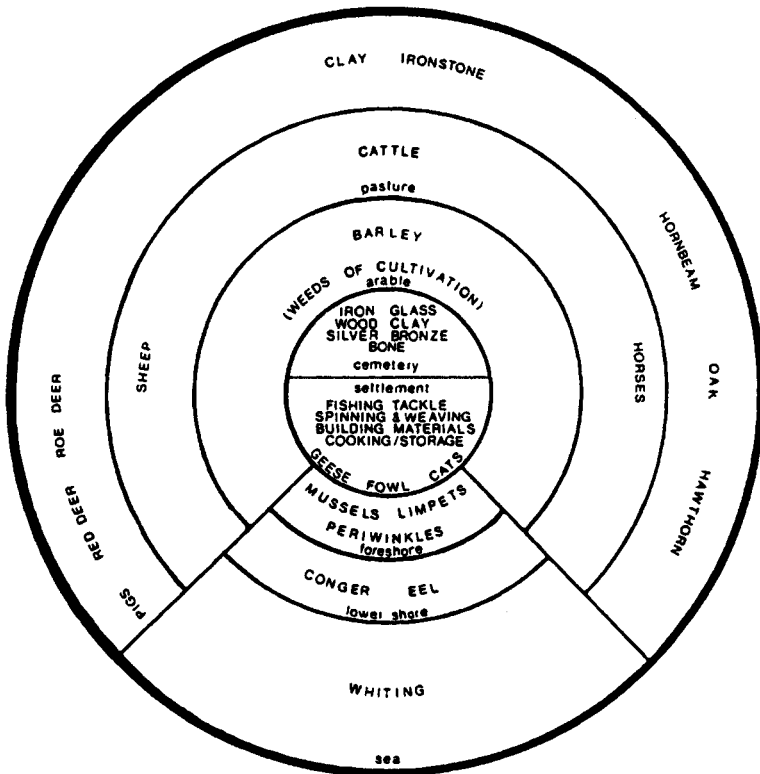 CLAY IRONSTONE
CATTLE
pasture
HORNBEAM
BARLEY
(WEEDS OF CULTIVATION)
arable
IRON GLASS
WOOD CLAY
SILVER BRONZE
BONE
cemetery
SHEEP
HORSES
OAK
ROE DEER
settlement
FISHING TACKLE
SPINNING & WEAVING
BUILDING MATERIALS
COOKING/STORAGE
GEESE FOWL CATS
HAWTHORN
RED DEER
MUSSELS LIMPETS
PERIWINKLES
foreshore
PIGS
CONGER EEL
lower shore
WHITING
sea